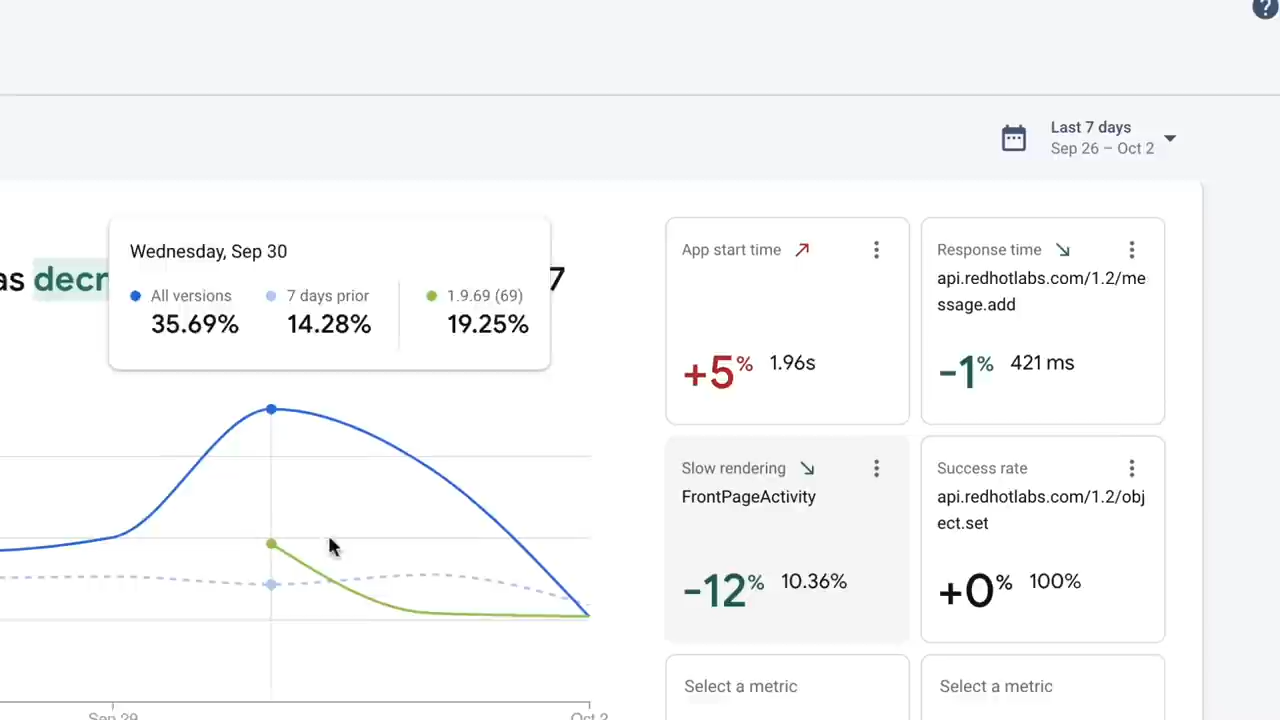 ?
Last 7 days
Sep 26 – Oct 2
as decr
7
Wednesday, Sep 30
All versions 7 days prior 1.9.69 (69)
35.69% 14.28% 19.25%
App start time
+5% 1.96s
Response time
api.redhotlabs.com/1.2/me
ssage.add
-1% 421 ms
Slow rendering
FrontPageActivity
-12% 10.36%
Success rate
api.redhotlabs.com/1.2/obj
ect.set
+0% 100%
Select a metric
Select a metric
Sep 29
Oct 2